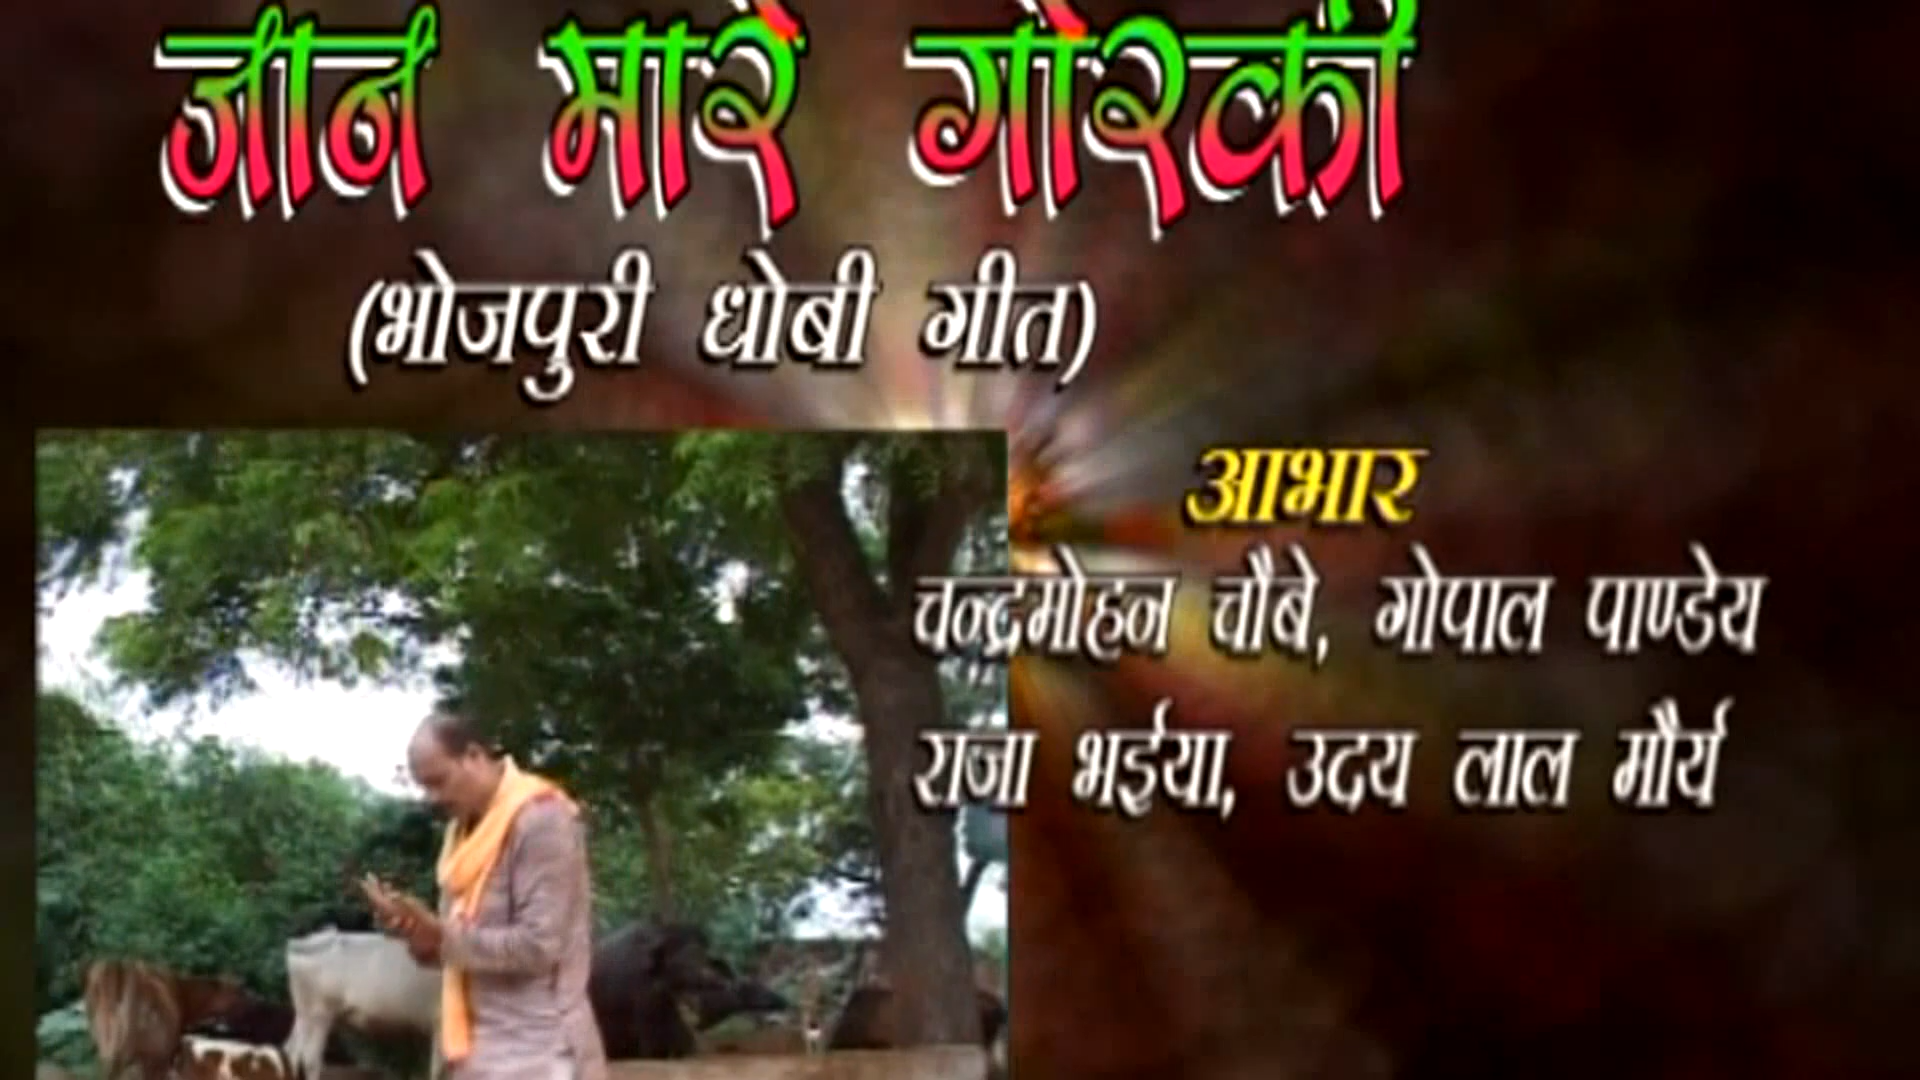 जान मारे गोरकी
(भोजपुरी धोबी गीत)
आभार
चन्द्रमोहन चौबे, गोपाल पाण्डेय
राजा भईया, उदय लाल मौर्य